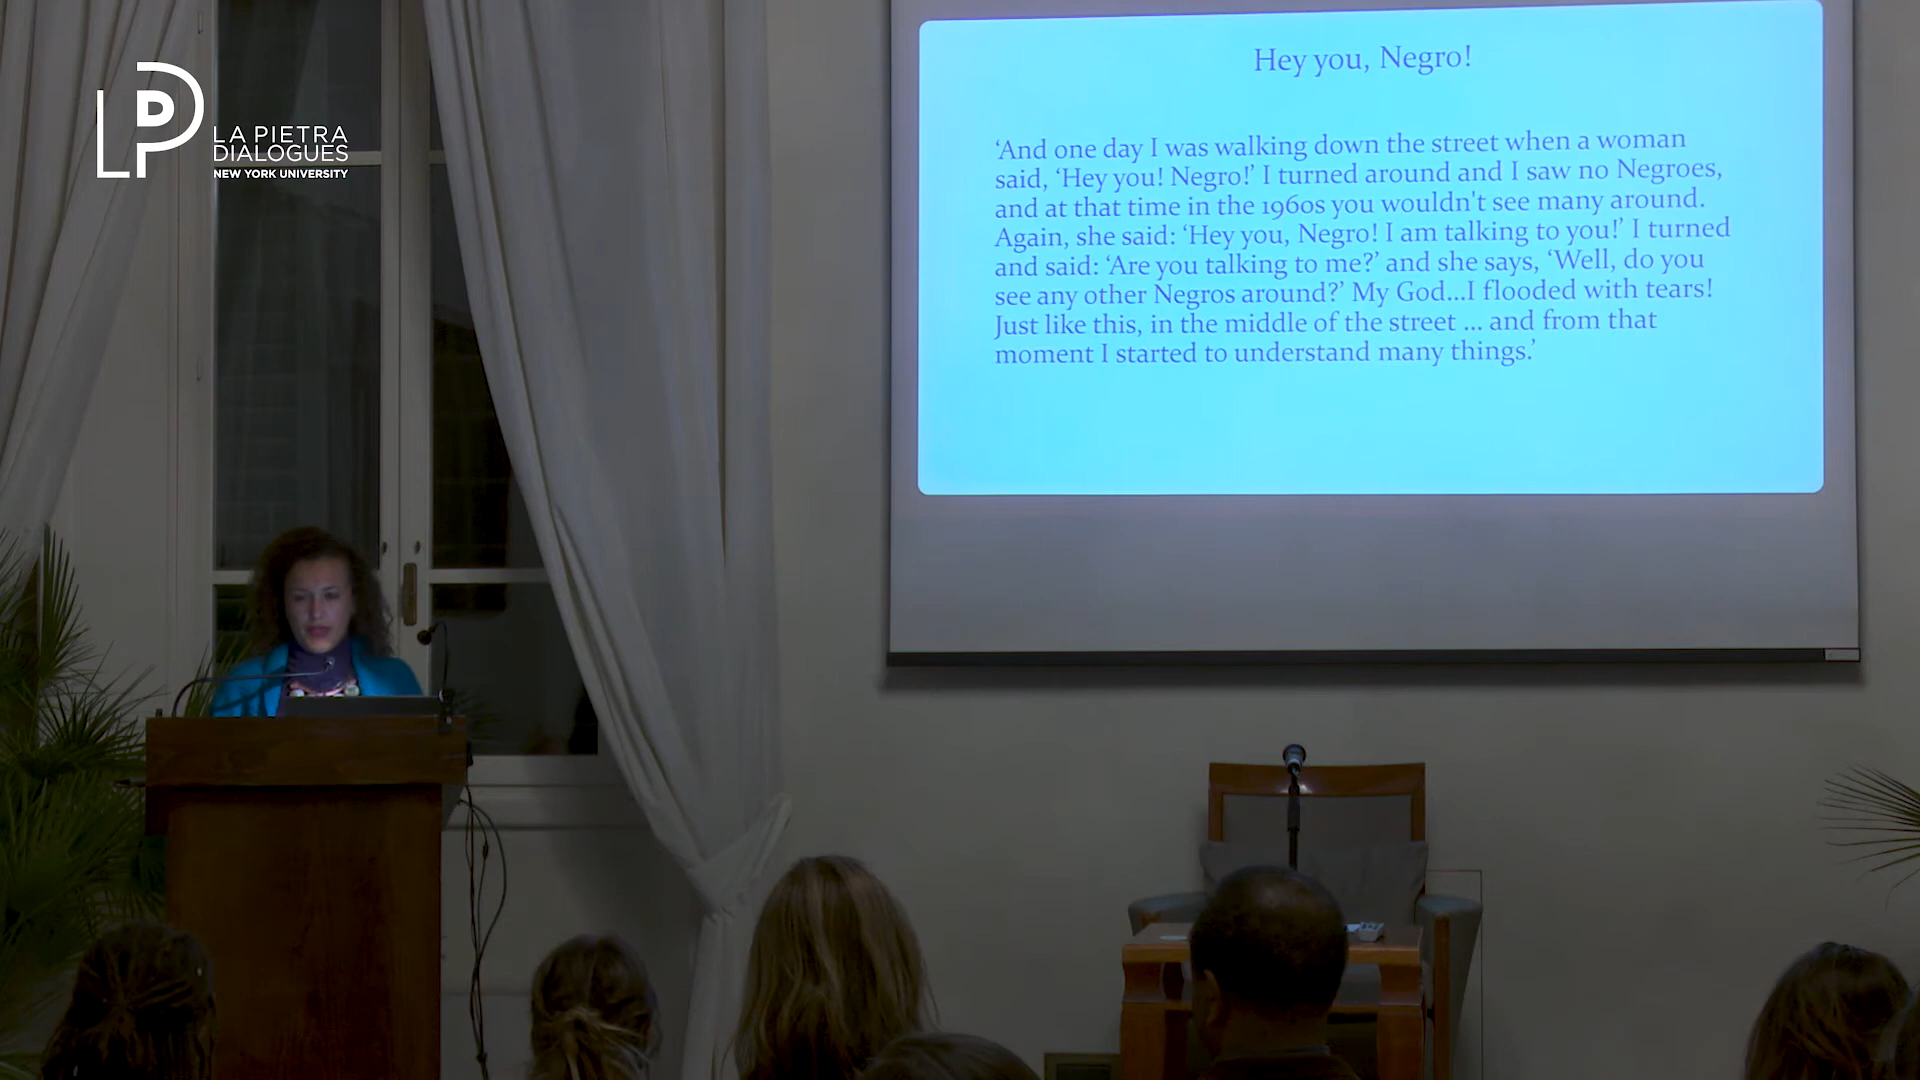 LPD
LA PIETRA
DIALOGUES
NEW YORK UNIVERSITY
Hey you, Negro!
‘And one day I was walking down the street when a woman
said, ‘Hey you! Negro!’ I turned around and I saw no Negroes,
and at that time in the 1960s you wouldn't see many around.
Again, she said: ‘Hey you, Negro! I am talking to you!’ I turned
and said: ‘Are you talking to me?’ and she says, ‘Well, do you
see any other Negros around?’ My God...I flooded with tears!
Just like this, in the middle of the street ... and from that
moment I started to understand many things.’